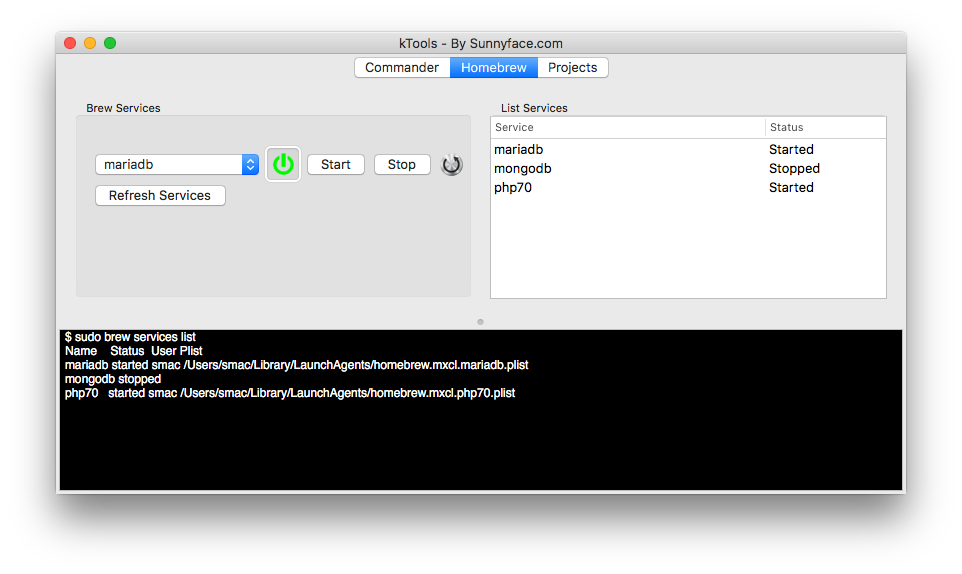 kTools - By Sunnyface.com
Commander Homebrew Projects
Brew Services
mariadb Start Stop
Refresh Services
List Services
Service Status
mariadb Started
mongodb Stopped
php70 Started
$ sudo brew services list
Name Status User Plist
mariadb started smac /Users/smac/Library/LaunchAgents/homebrew.mxcl.mariadb.plist
mongodb stopped
php70 started smac /Users/smac/Library/LaunchAgents/homebrew.mxcl.php70.plist